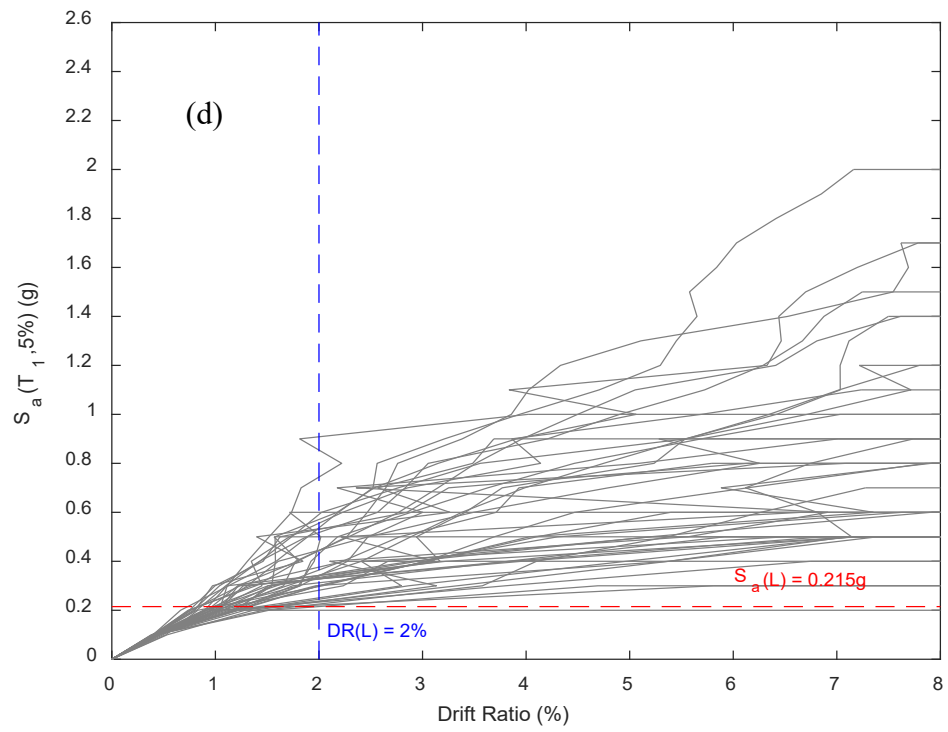 2.6
2.4
2.2
2
1.8
1.6
1.4
1.2
1
0.8
0.6
0.4
0.2
0
S a (T 1 ,5%) (g)
(d)
S a (L) = 0.215g
DR(L) = 2%
0 1 2 3 4 5 6 7 8
Drift Ratio (%)